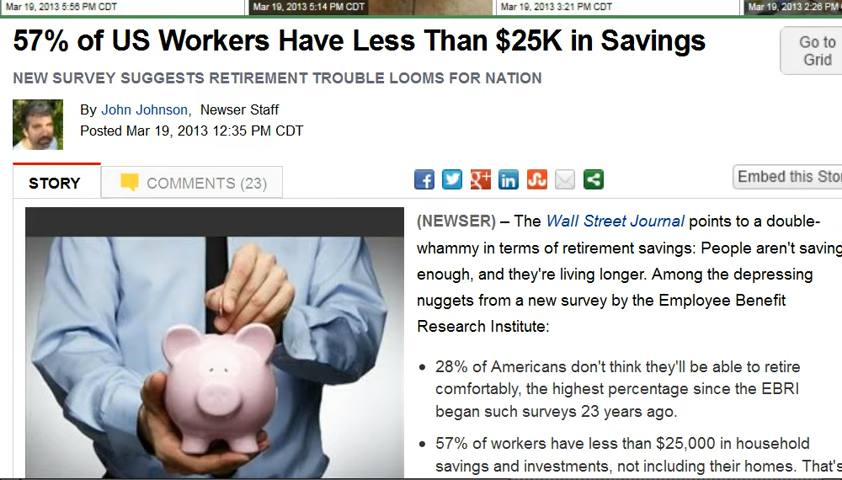 Mar 19, 2013 5:56 PM CDT
Mar 19, 2013 5:14 PM CDT
Mar 19, 2013 3:21 PM CDT
Mar 19, 2013 2:26 PM
57% of US Workers Have Less Than $25K in Savings
Go to
Grid
NEW SURVEY SUGGESTS RETIREMENT TROUBLE LOOMS FOR NATION
By John Johnson, Newser Staff
Posted Mar 19, 2013 12:35 PM CDT
STORY
COMMENTS (23)
Embed this
(NEWSER) – The Wall Street Journal points to a double-
whammy in terms of retirement savings: People aren't saving
enough, and they're living longer. Among the depressing
nuggets from a new survey by the Employee Benefit
Research Institute:
• 28% of Americans don't think they'll be able to retire
comfortably, the highest percentage since the EBRI
began such surveys 23 years ago.
• 57% of workers have less than $25,000 in household
savings and investments, not including their homes. That's